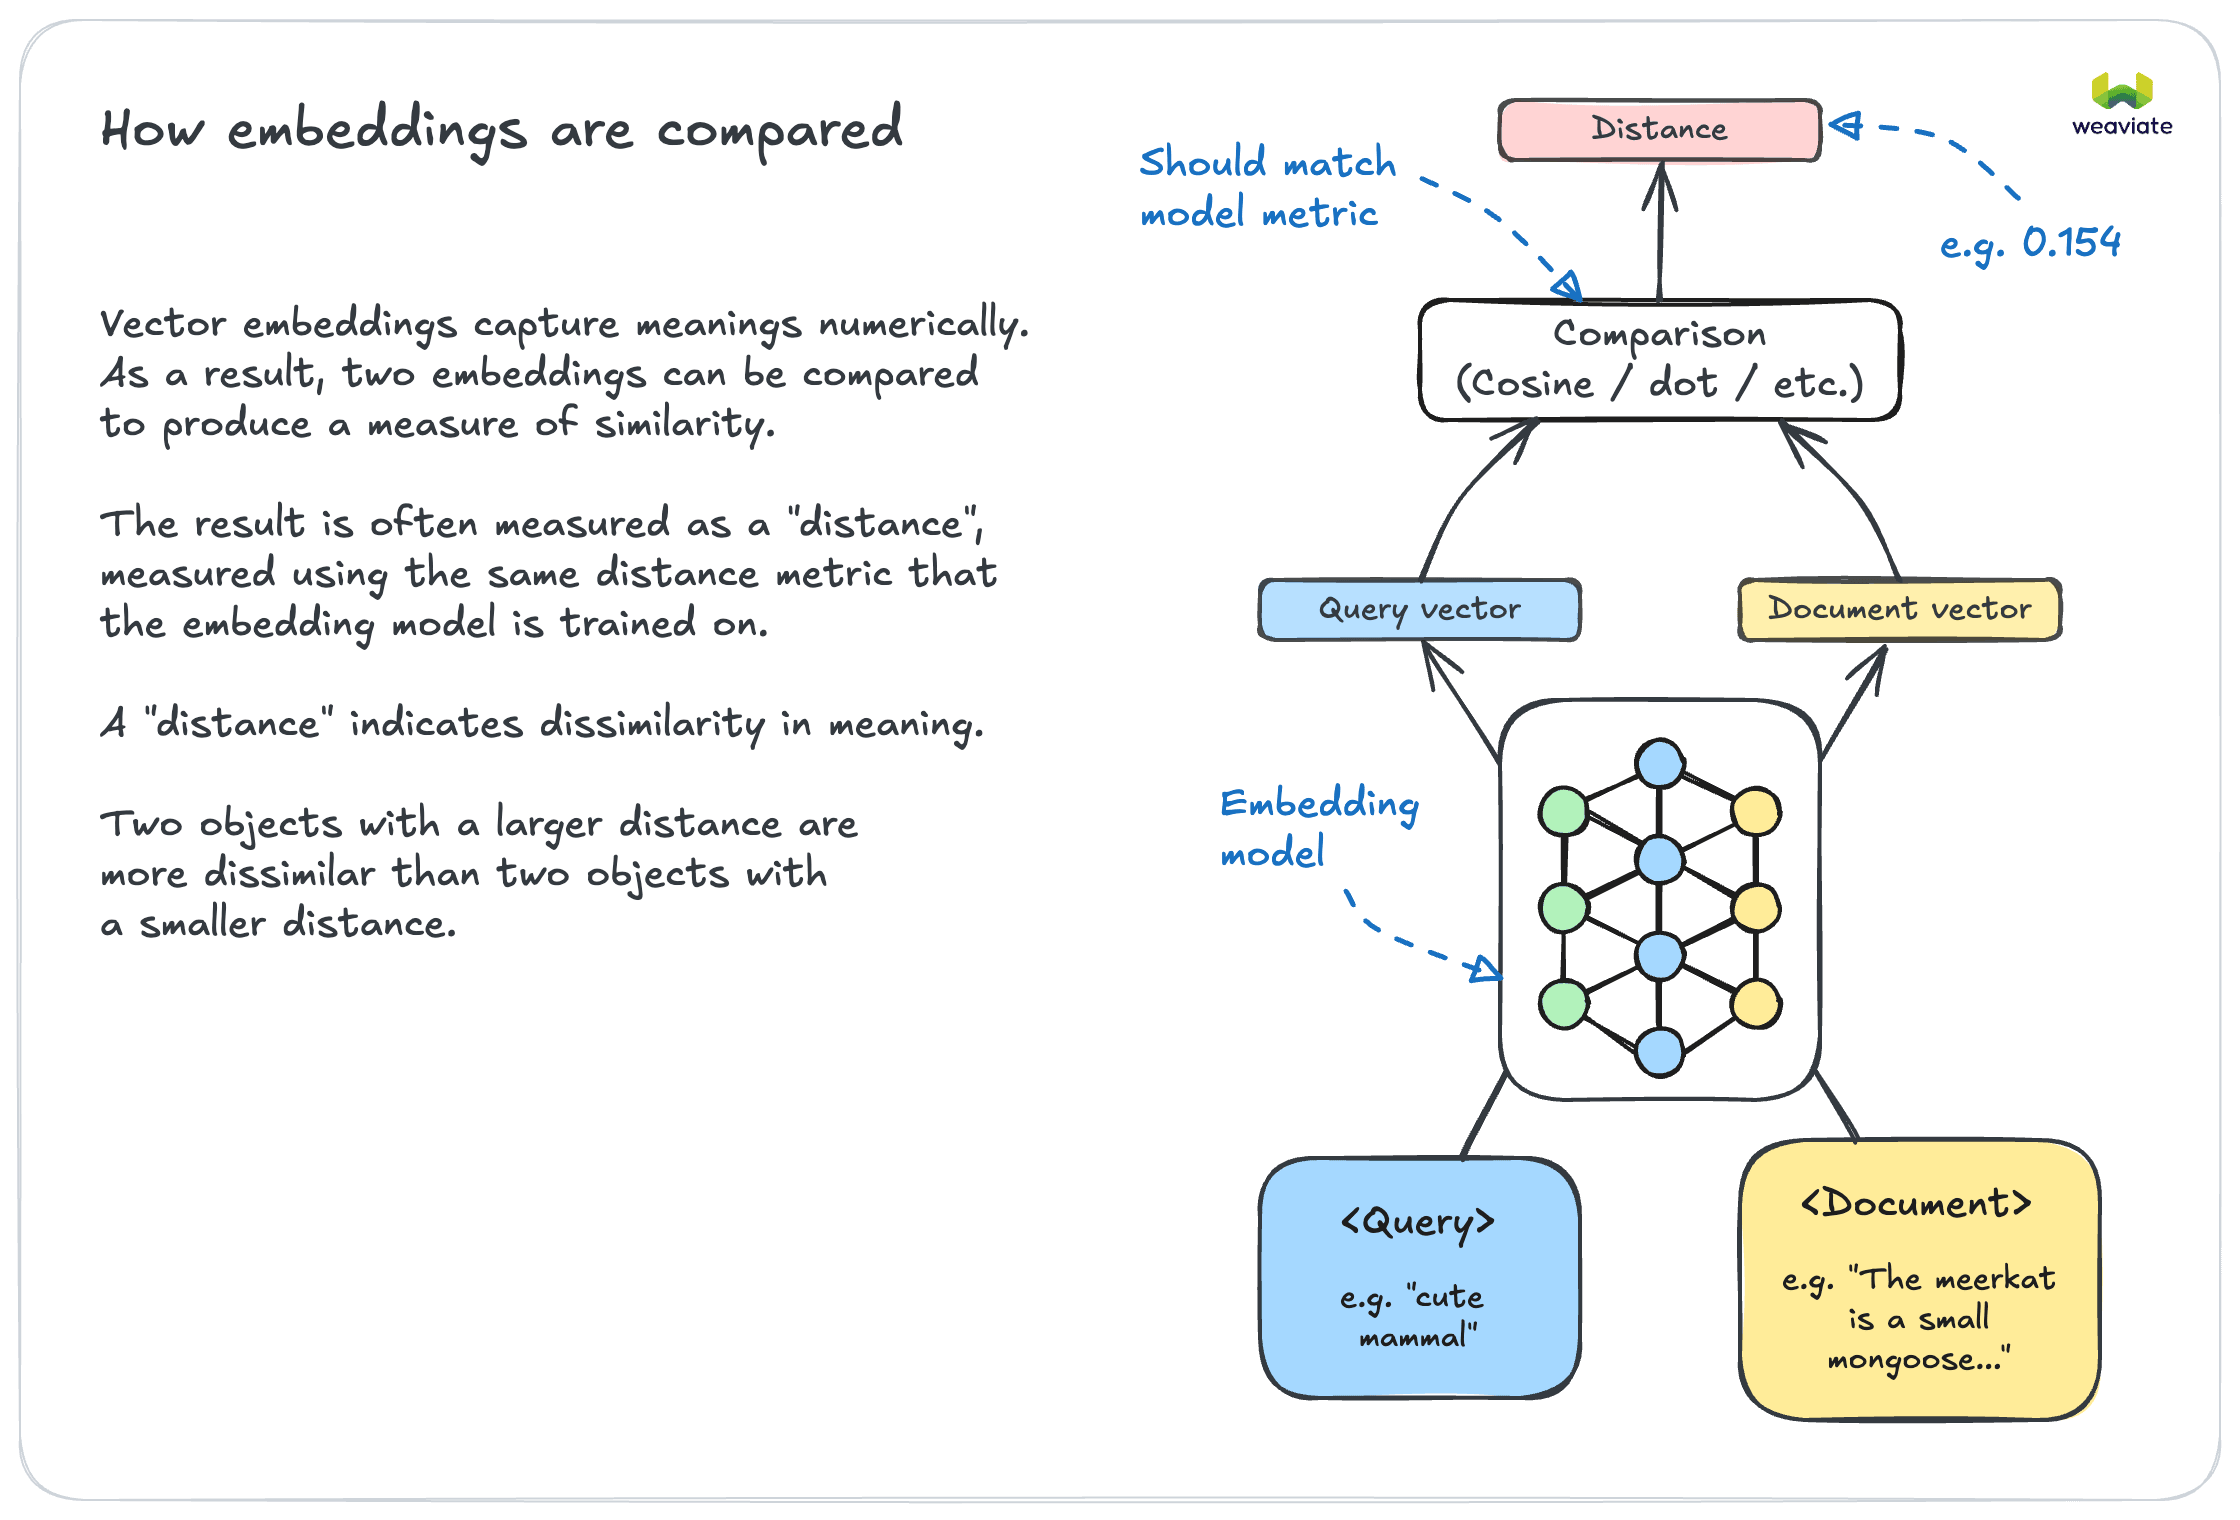 How embeddings are compared
Vector embeddings capture meanings numerically.
As a result, two embeddings can be compared
to produce a measure of similarity.
The result is often measured as a "distance",
measured using the same distance metric that
the embedding model is trained on.
A "distance" indicates dissimilarity in meaning.
Two objects with a larger distance are
more dissimilar than two objects with
a smaller distance.
weaviate
Distance
Should match
model metric
e.g. 0.154
Comparison
(Cosine / dot / etc.)
Query vector
Document vector
Embedding
model
<Query>
e.g. "cute
mammal"
<Document>
e.g. "The meerkat
is a small
mongoose..."